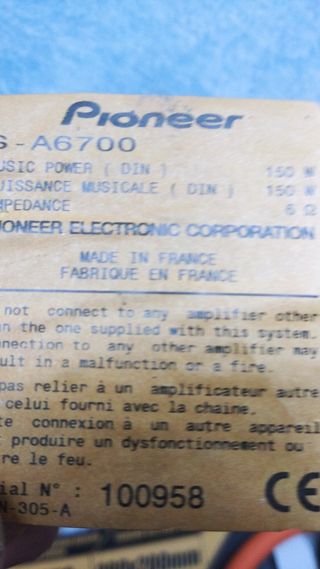 Pioneer
S-A6700
USIC POWER ( DIN ) 150 W
UISSANCE MUSICALE ( DIN ) 150 W
MPEDANCE 6 Ω
IONEER ELECTRONIC CORPORATION
MADE IN FRANCE
FABRIQUE EN FRANCE
not connect to any amplifier other
n the one supplied with this system.
nection to any other amplifier may
ult in a malfunction or a fire.
pas relier à un amplificateur autre
celui fourni avec la chaine.
te connexion à un autre appareil
t produire un dysfonctionnement ou
re le feu.
ial N° : 100958
N-305-A
CE